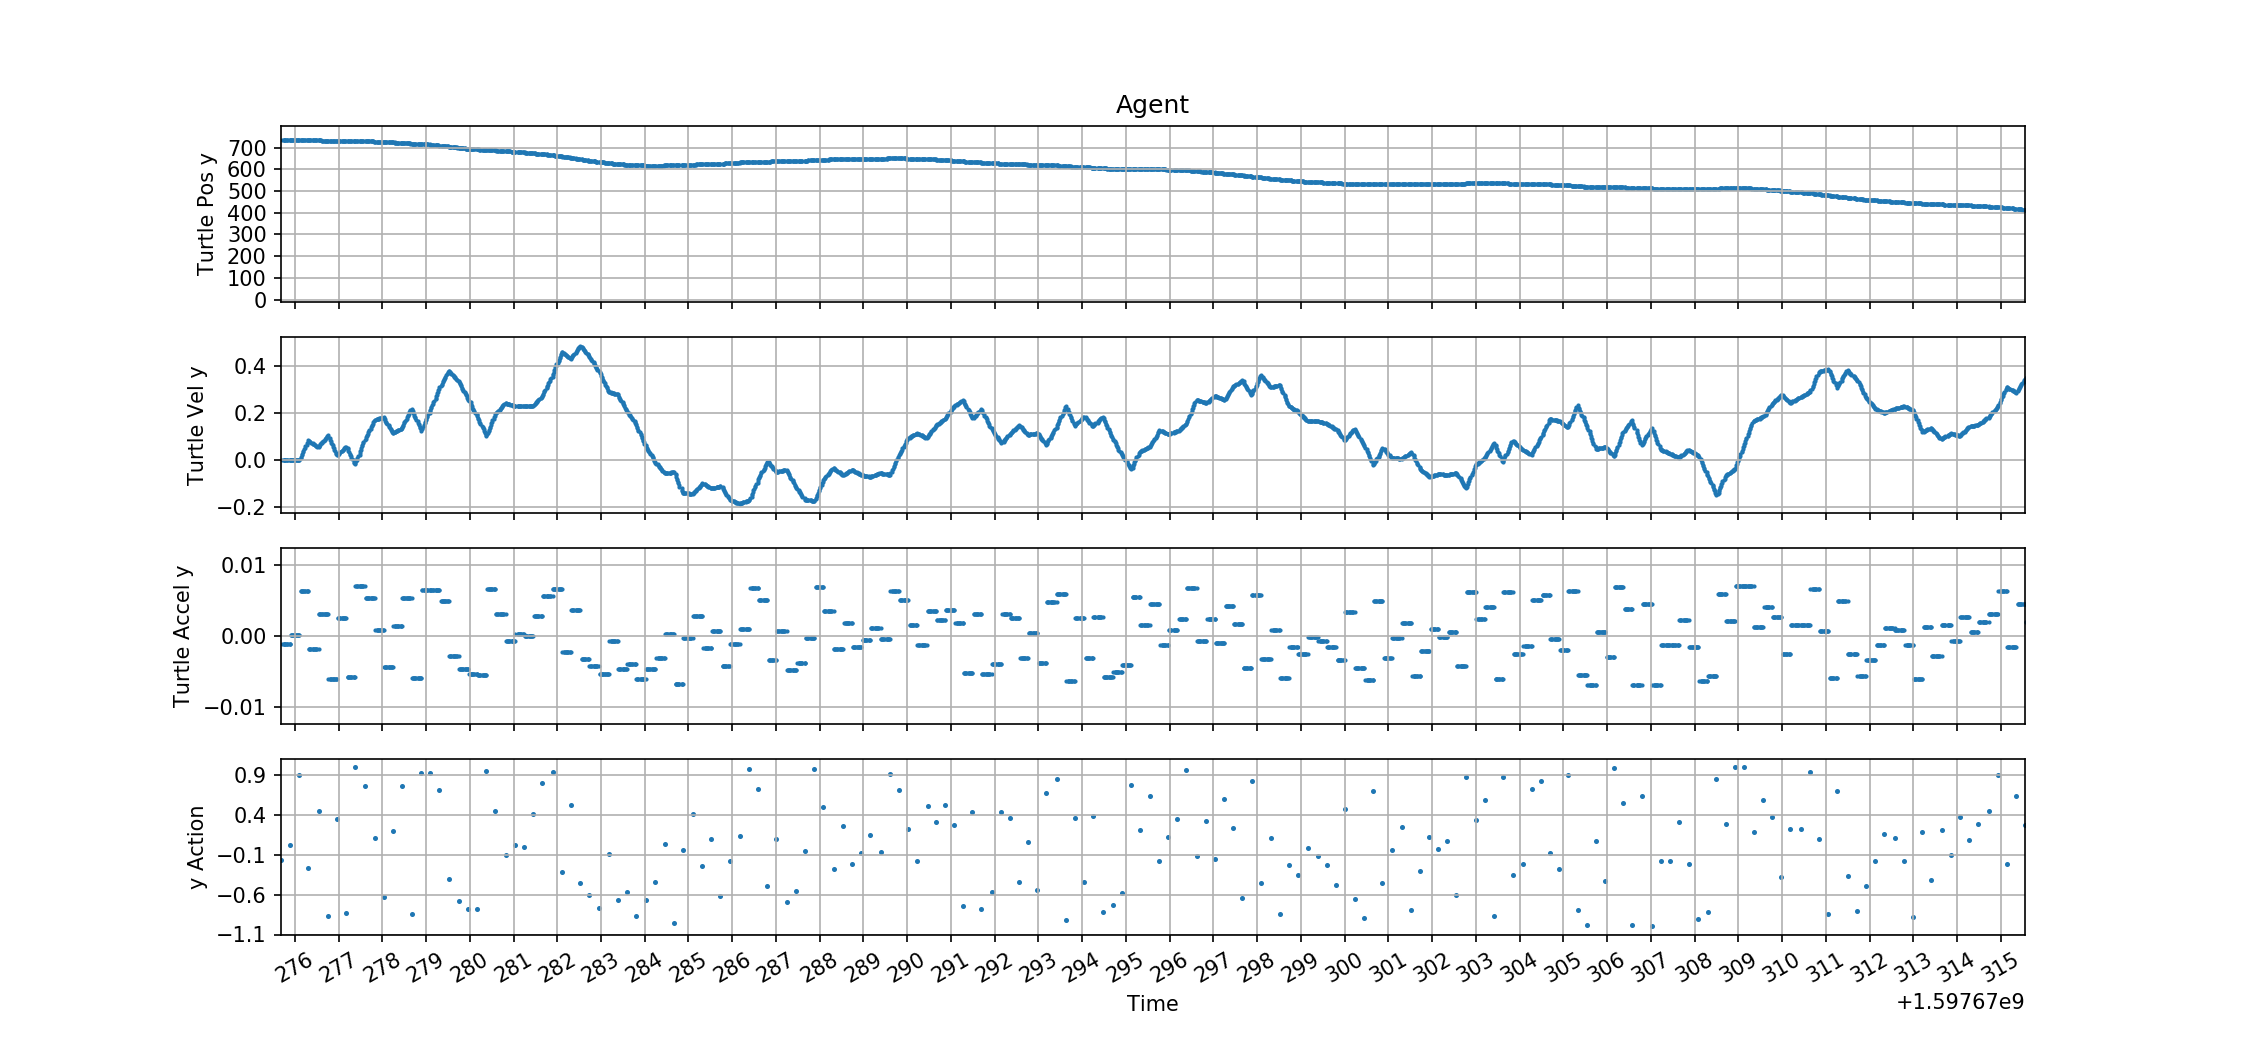 Agent
Turtle Pos y
700
600
500
400
300
200
100
0
Turtle Vel y
0.4
0.2
0.0
−0.2
Turtle Accel y
0.01
0.00
−0.01
y Action
0.9
0.4
−0.1
−0.6
−1.1
276 277 278 279 280 281 282 283 284 285 286 287 288 289 290 291 292 293 294 295 296 297 298 299 300 301 302 303 304 305 306 307 308 309 310 311 312 313 314 315
Time
+1.59767e9